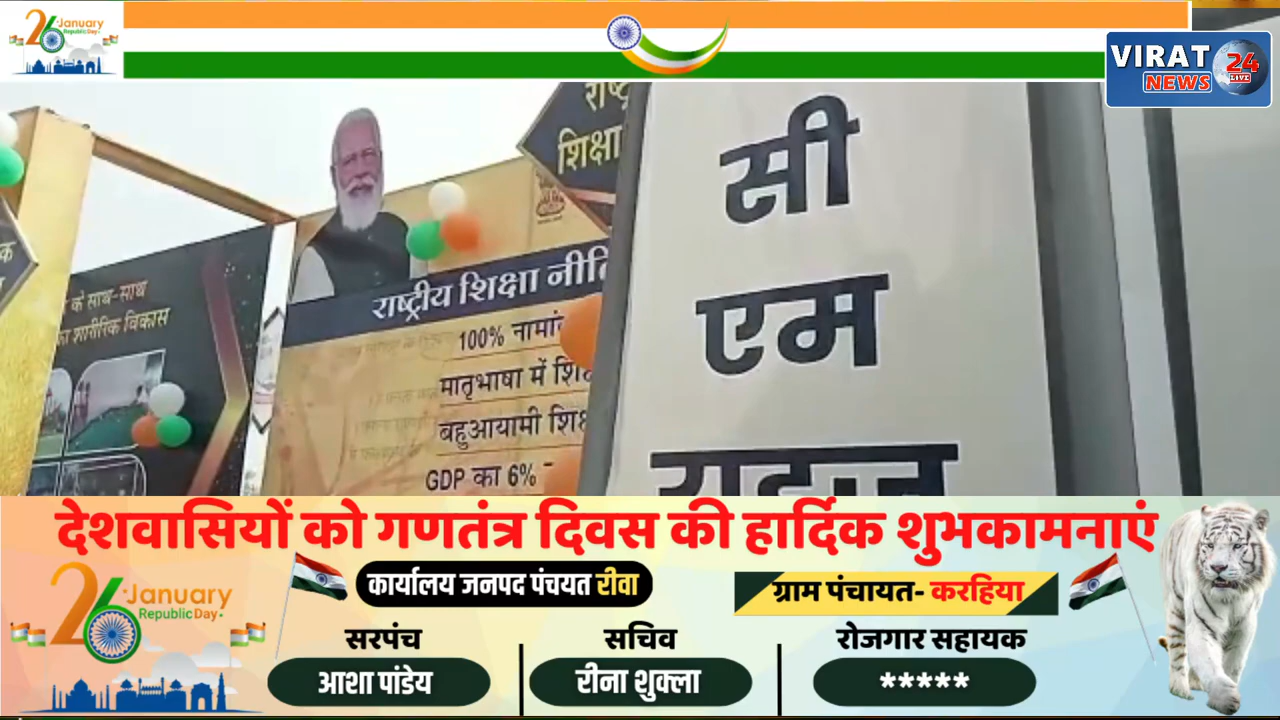 26 January
Republic Day
VIRAT
NEWS 24
LIVE
शिक्षा
सी
एम
राइज
के साथ-साथ
शारीरिक विकास
राष्ट्रीय शिक्षा नीति
100%
मातृभाषा में
बहुआयामी
GDP का 6%
देशवासियों को गणतंत्र दिवस की हार्दिक शुभकामनाएं
26 January
Republic Day
कार्यालय जनपद पंचयत रीवा
ग्राम पंचायत- करहिया
सरपंच
सचिव
रोजगार सहायक
आशा पांडेय
रीना शुक्ला
*****